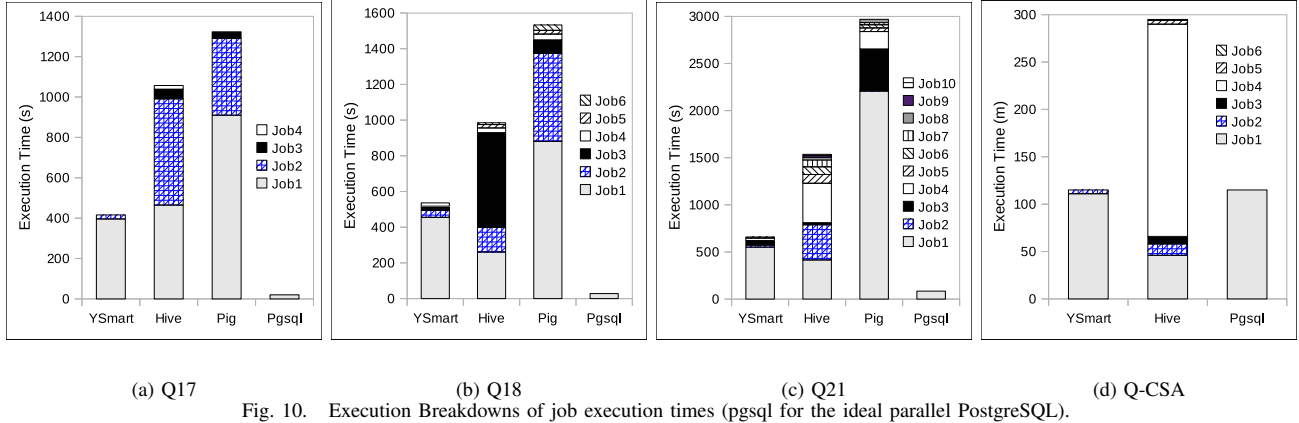 Execution Time (s)
1400
1200
1000
800
600
400
200
0
YSmart Hive Pig Pgsql
Job4
Job3
Job2
Job1
Execution Time (s)
1600
1400
1200
1000
800
600
400
200
0
YSmart Hive Pig Pgsql
Job6
Job5
Job4
Job3
Job2
Job1
Execution Time (s)
3000
2500
2000
1500
1000
500
0
YSmart Hive Pig Pgsql
Job10
Job9
Job8
Job7
Job6
Job5
Job4
Job3
Job2
Job1
Execution Time (m)
300
250
200
150
100
50
0
YSmart Hive Pgsql
Job6
Job5
Job4
Job3
Job2
Job1
(a) Q17
(b) Q18
(c) Q21
(d) Q-CSA
Fig. 10. Execution Breakdowns of job execution times (pgsql for the ideal parallel PostgreSQL).